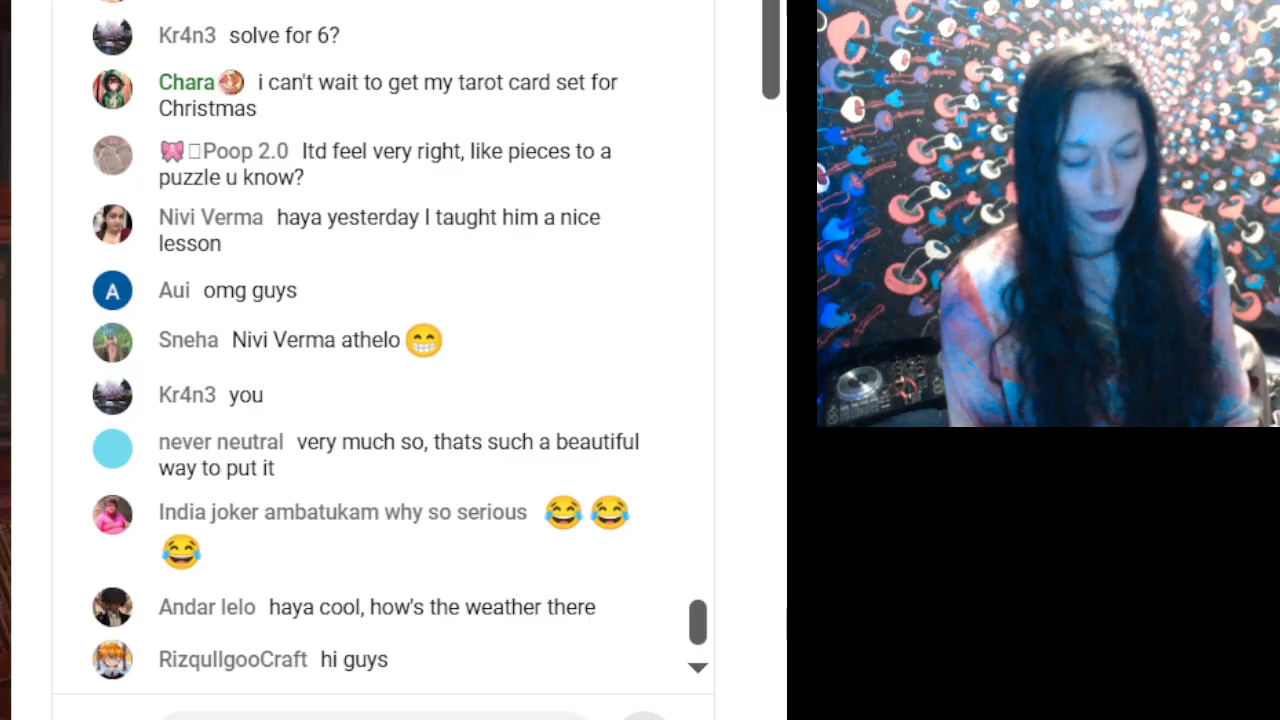 Kr4n3 solve for 6?
Chara i can't wait to get my tarot card set for
Christmas
Poop 2.0 Itd feel very right, like pieces to a
puzzle u know?
Nivi Verma haya yesterday I taught him a nice
lesson
A
Aui omg guys
Sneha Nivi Verma athelo😁
Kr4n3 you
never neutral very much so, thats such a beautiful
way to put it
India joker ambatukam why so serious 😂😂
😂
Andar lelo haya cool, how's the weather there
RizqullgooCraft hi guys